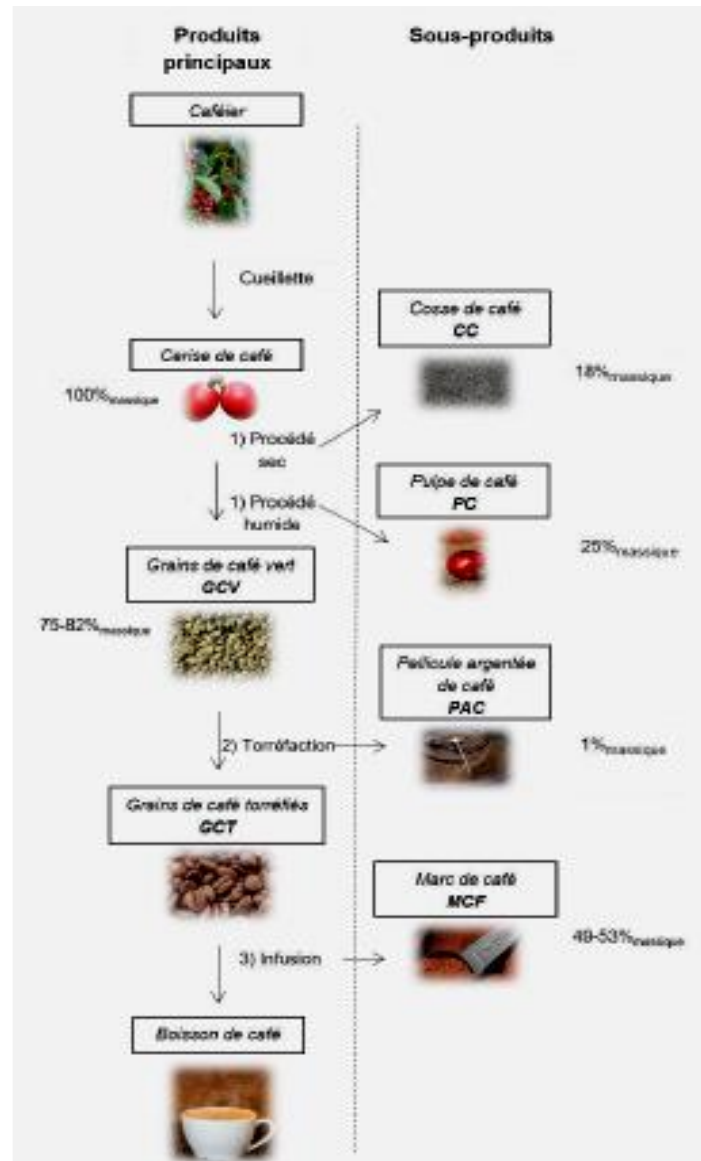 Produits
principaux
Sous-produits
Caféier
Cueillette
Cosse de café
CC
18%massique
Cerise de café
100%massique
1) Procédé
sec
1) Procédé
humide
Pulpe de café
PC
25%massique
Grains de café vert
GCV
75-82%massique
Pellicule argentée
de café
PAC
1%massique
2) Torréfaction
Grains de café torréfiés
GCT
Marc de café
MCF
49-53%massique
3) Infusion
Boisson de café